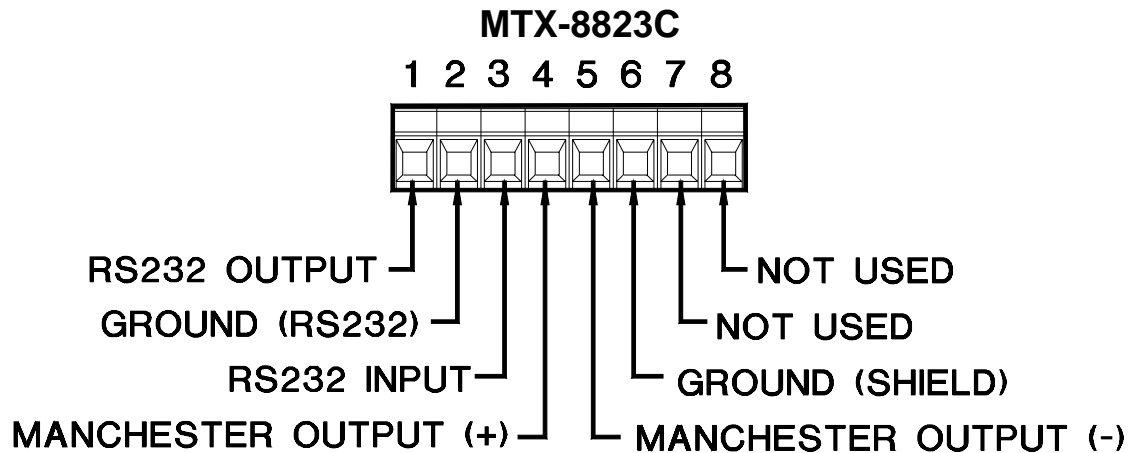 MTX-8823C
1 2 3 4 5 6 7 8
RS232 OUTPUT
NOT USED
GROUND (RS232)
NOT USED
RS232 INPUT
GROUND (SHIELD)
MANCHESTER OUTPUT (+)
MANCHESTER OUTPUT (-)